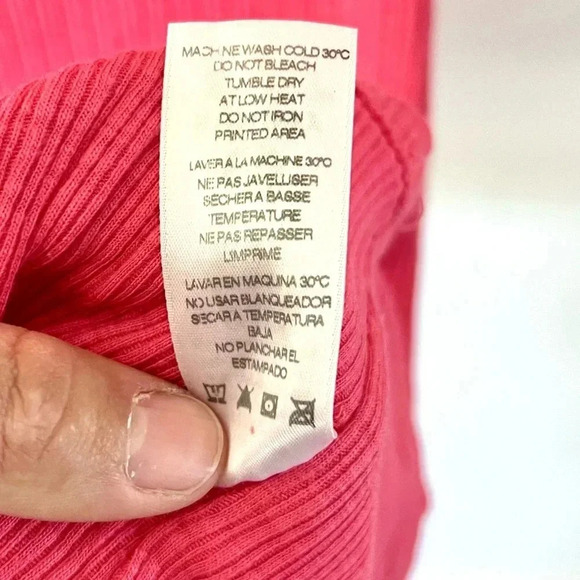 MACHINE WASH COLD 30°C
DO NOT BLEACH
TUMBLE DRY
AT LOW HEAT
DO NOT IRON
PRINTED AREA
LAVER A LA MACHINE 30°C
NE PAS JAVELLISER
SECHER A BASSE
TEMPERATURE
NE PAS REPASSER
L'IMPRIME
LAVAR EN MAQUINA 30°C
NO USAR BLANQUEADOR
SECAR A TEMPERATURA
BAJA
NO PLANCHAR EL
ESTAMPADO